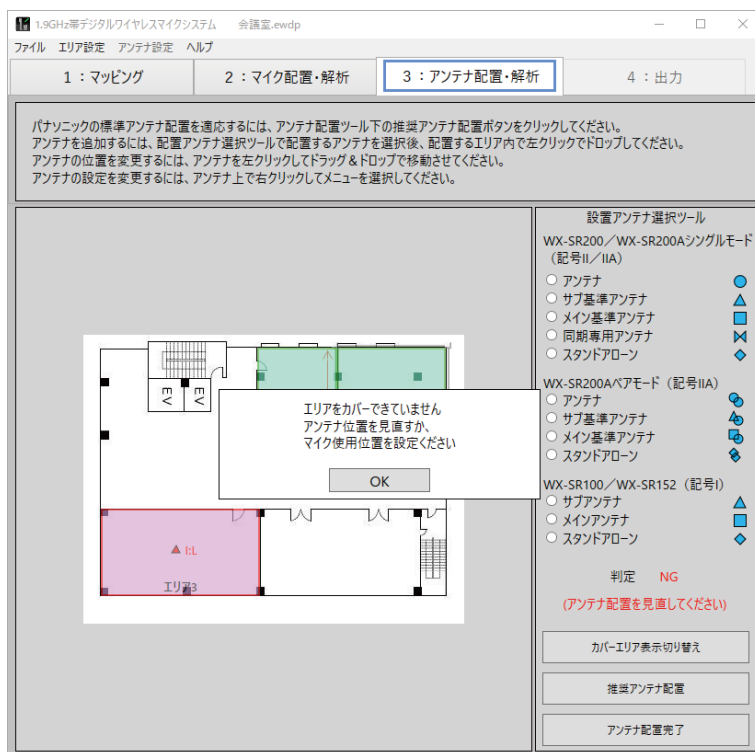 1.9GHz帯デジタルワイヤレスマイクシステム　会議室.ewdp
ファイル　エリア設定　アンテナ設定　ヘルプ
1：マッピング
2：マイク配置・解析
3：アンテナ配置・解析
4：出力
パナソニックの標準アンテナ配置を適応するには、アンテナ配置ツール下の推奨アンテナ配置ボタンをクリックしてください。
アンテナを追加するには、配置アンテナ選択ツールで配置するアンテナを選択後、配置するエリア内で左クリックでドロップしてください。
アンテナの位置を変更するには、アンテナを左クリックしてドラッグ＆ドロップで移動させてください。
アンテナの設定を変更するには、アンテナ上で右クリックしてメニューを選択してください。
EV
EV
エリアをカバーできていません
アンテナ位置を見直すか、
マイク使用位置を設定ください
OK
I:L
エリア3
設置アンテナ選択ツール
WX-SR200／WX-SR200Aシングルモード
（記号II／IIA）
アンテナ
サブ基準アンテナ
メイン基準アンテナ
同期専用アンテナ
スタンドアローン
WX-SR200Aペアモード（記号IIA）
アンテナ
サブ基準アンテナ
メイン基準アンテナ
スタンドアローン
WX-SR100／WX-SR152（記号I）
サブアンテナ
メインアンテナ
スタンドアローン
判定　NG
(アンテナ配置を見直してください)
カバーエリア表示切り替え
推奨アンテナ配置
アンテナ配置完了